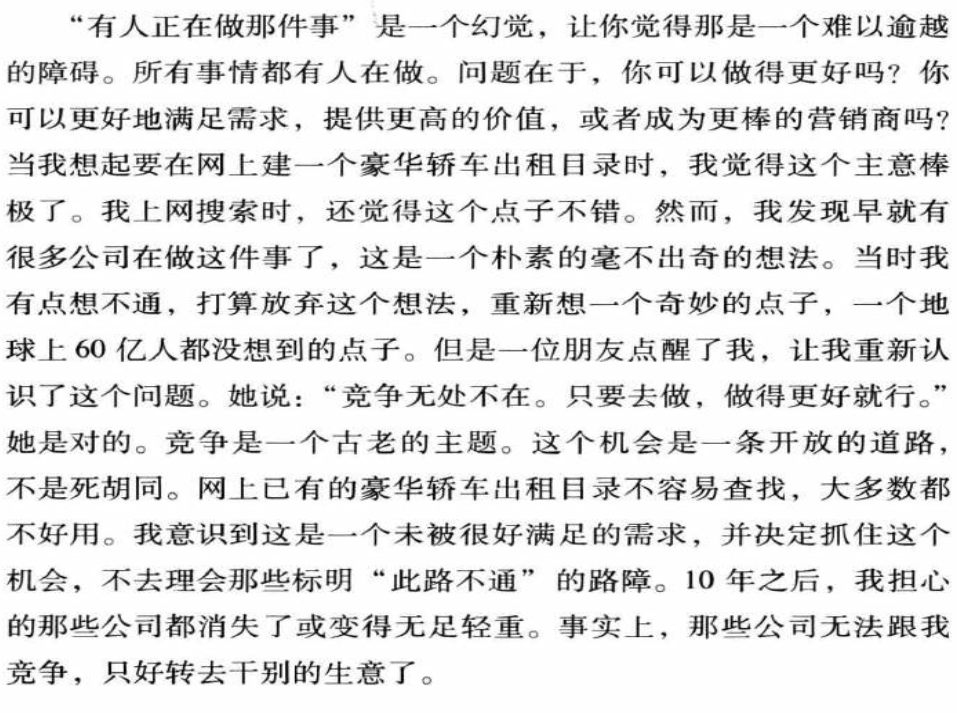 “有人正在做那件事”是一个幻觉，让你觉得那是一个难以逾越
的障碍。所有事情都有人在做。问题在于，你可以做得更好吗？你
可以更好地满足需求，提供更高的价值，或者成为更棒的营销商吗？
当我想起要在网上建一个豪华轿车出租目录时，我觉得这个主意棒
极了。我上网搜索时，还觉得这个点子不错。然而，我发现早就有
很多公司在做这件事了，这是一个朴素的毫不出奇的想法。当时我
有点想不通，打算放弃这个想法，重新想一个奇妙的点子，一个地
球上 60 亿人都没想到的点子。但是一位朋友点醒了我，让我重新认
识了这个问题。她说：“竞争无处不在。只要去做，做得更好就行。”
她是对的。竞争是一个古老的主题。这个机会是一条开放的道路，
不是死胡同。网上已有的豪华轿车出租目录不容易查找，大多数都
不好用。我意识到这是一个未被很好满足的需求，并决定抓住这个
机会，不去理会那些标明“此路不通”的路障。10 年之后，我担心
的那些公司都消失了或变得无足轻重。事实上，那些公司无法跟我
竞争，只好转去干别的生意了。